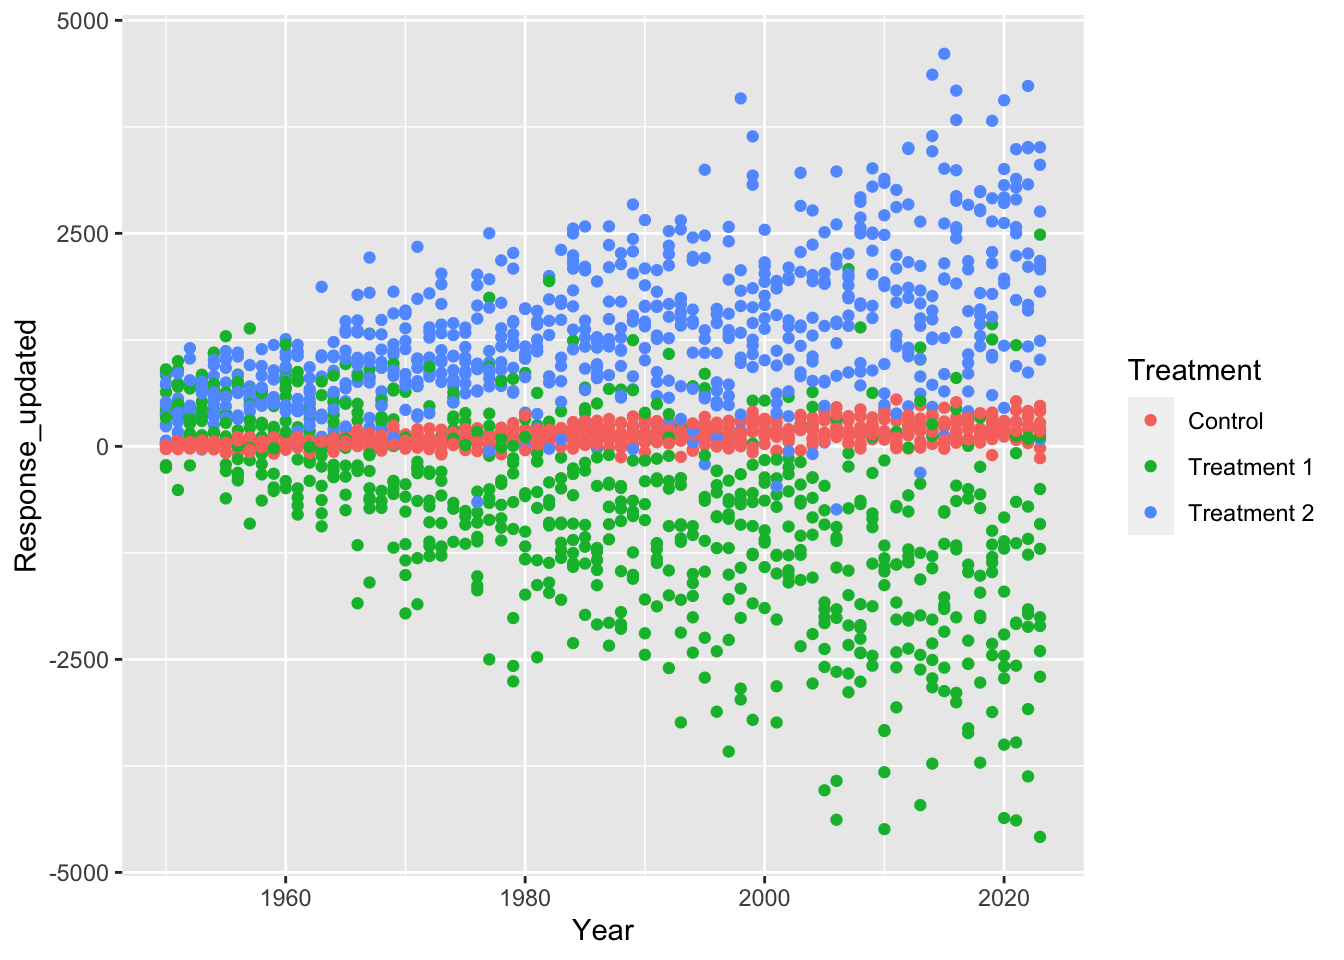 5000
2500
0
-2500
-5000
1960
1980
2000
2020
Year
Response_updated
Treatment
Control
Treatment 1
Treatment 2